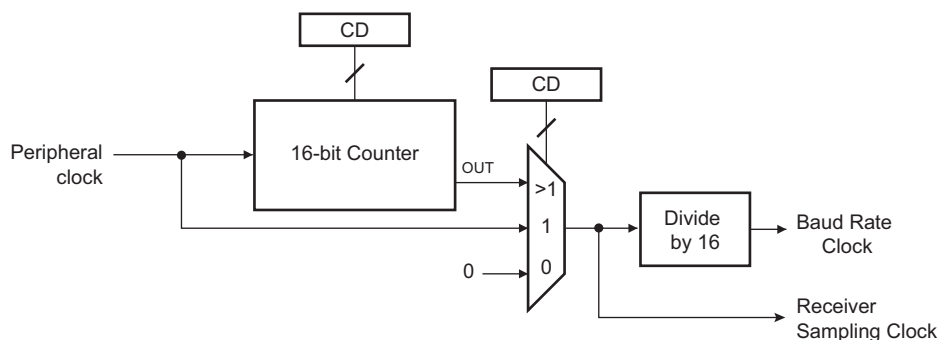 CD
CD
Peripheral
clock
16-bit Counter
OUT
>1
1
0
0
Divide
by 16
Baud Rate
Clock
Receiver
Sampling Clock